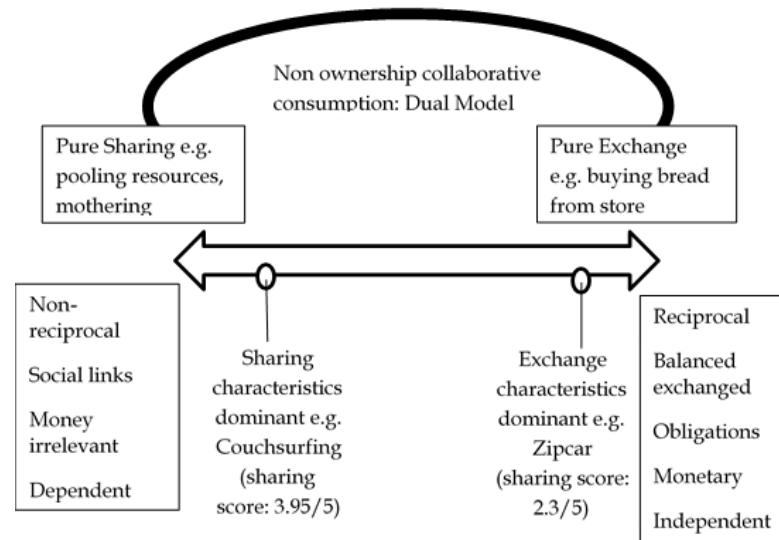 Non ownership collaborative
consumption: Dual Model
Pure Sharing e.g.
pooling resources,
mothering
Pure Exchange
e.g. buying bread
from store
Non-
reciprocal
Social links
Money
irrelevant
Dependent
Sharing
characteristics
dominant e.g.
Couchsurfing
(sharing
score: 3.95/5)
Exchange
characteristics
dominant e.g.
Zipcar
(sharing score:
2.3/5)
Reciprocal
Balanced
exchanged
Obligations
Monetary
Independent